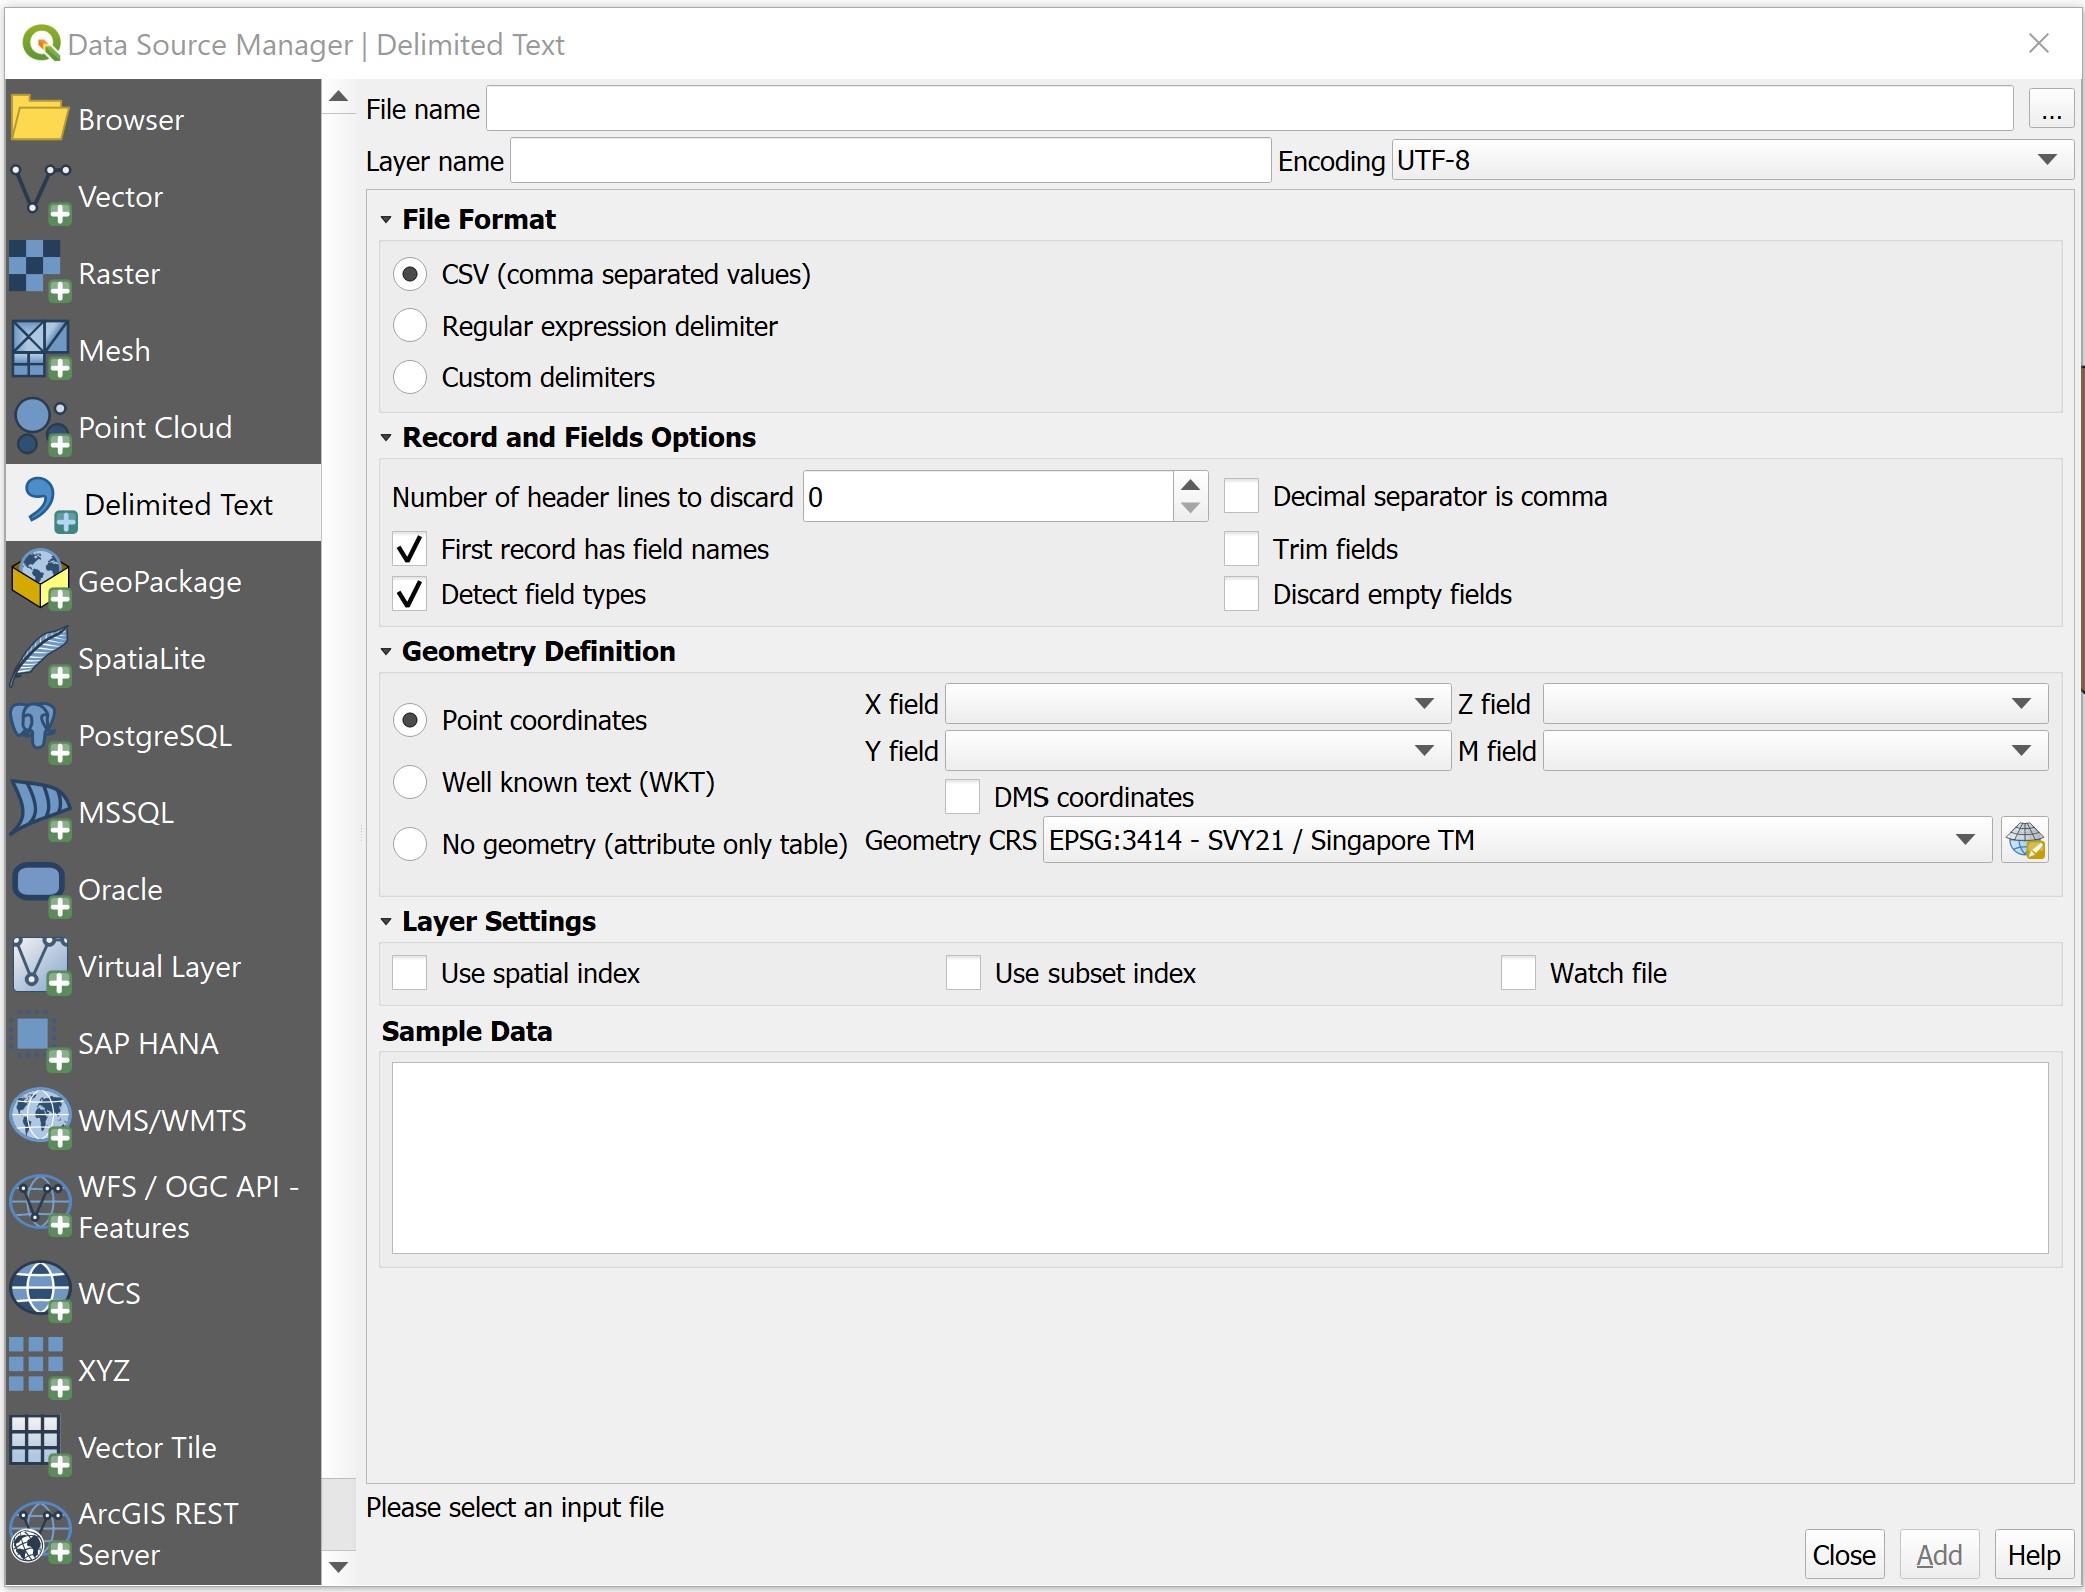 Data Source Manager | Delimited Text
Browser
Vector
Raster
Mesh
Point Cloud
Delimited Text
GeoPackage
SpatiaLite
PostgreSQL
MSSQL
Oracle
Virtual Layer
SAP HANA
WMS/WMTS
WFS / OGC API -
Features
WCS
XYZ
Vector Tile
ArcGIS REST
Server
File name
...
Layer name
Encoding UTF-8
File Format
CSV (comma separated values)
Regular expression delimiter
Custom delimiters
Record and Fields Options
Number of header lines to discard 0
Decimal separator is comma
First record has field names
Trim fields
Detect field types
Discard empty fields
Geometry Definition
Point coordinates
X field
Z field
Y field
M field
Well known text (WKT)
DMS coordinates
No geometry (attribute only table)
Geometry CRS EPSG:3414 - SVY21 / Singapore TM
Layer Settings
Use spatial index
Use subset index
Watch file
Sample Data
Please select an input file
Close
Add
Help